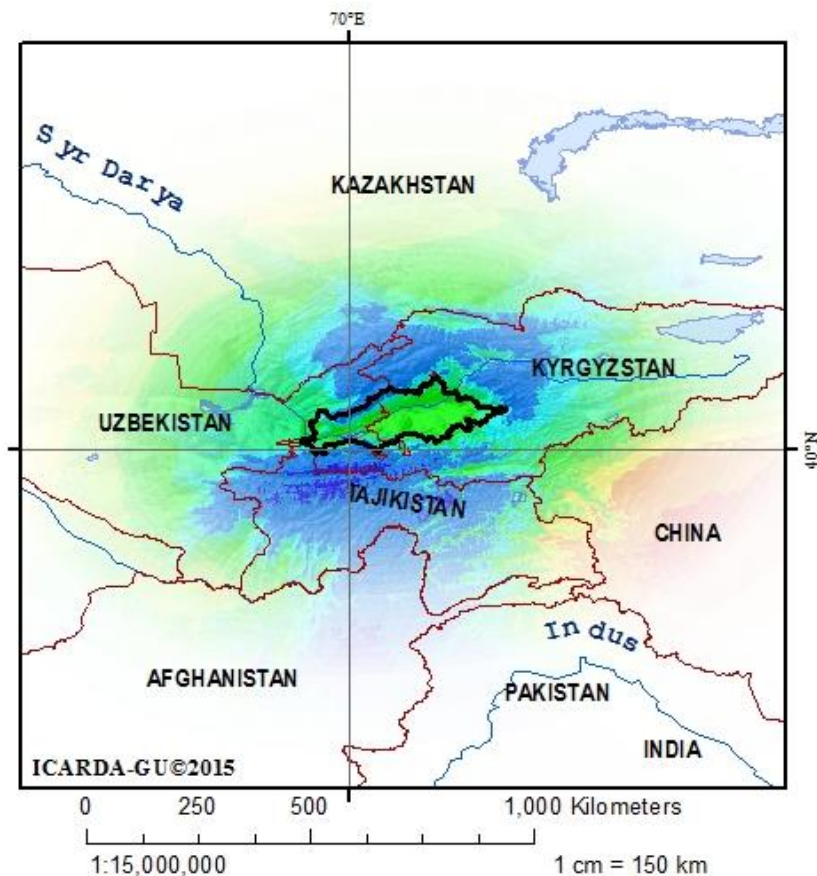 70°E
Syr Darya
KAZAKHSTAN
KYRGYZSTAN
UZBEKISTAN
40°N
TAJIKISTAN
CHINA
Indus
AFGHANISTAN
PAKISTAN
INDIA
ICARDA-GU©2015
0 250 500 1,000 Kilometers
1:15,000,000 1 cm = 150 km